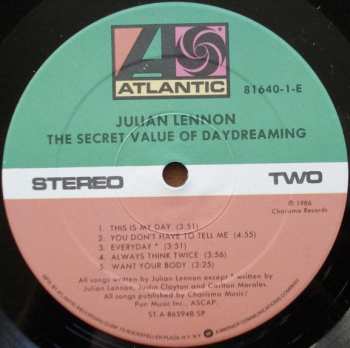 ATLANTIC
81640-1-E
JULIAN LENNON
THE SECRET VALUE OF DAYDREAMING
STEREO TWO
℗ 1986
Charisma Records
1. THIS IS MY DAY (3:51)
2. YOU DON'T HAVE TO TELL ME (4:55)
3. EVERYDAY * (3:51)
4. ALWAYS THINK TWICE (3:56)
5. WANT YOUR BODY (3:25)
All songs written by Julian Lennon except * written by
Julian Lennon, Justin Clayton and Carlton Morales.
All songs published by Charisma Music/
Pun Music Inc., ASCAP.
ST-A-865948 SP